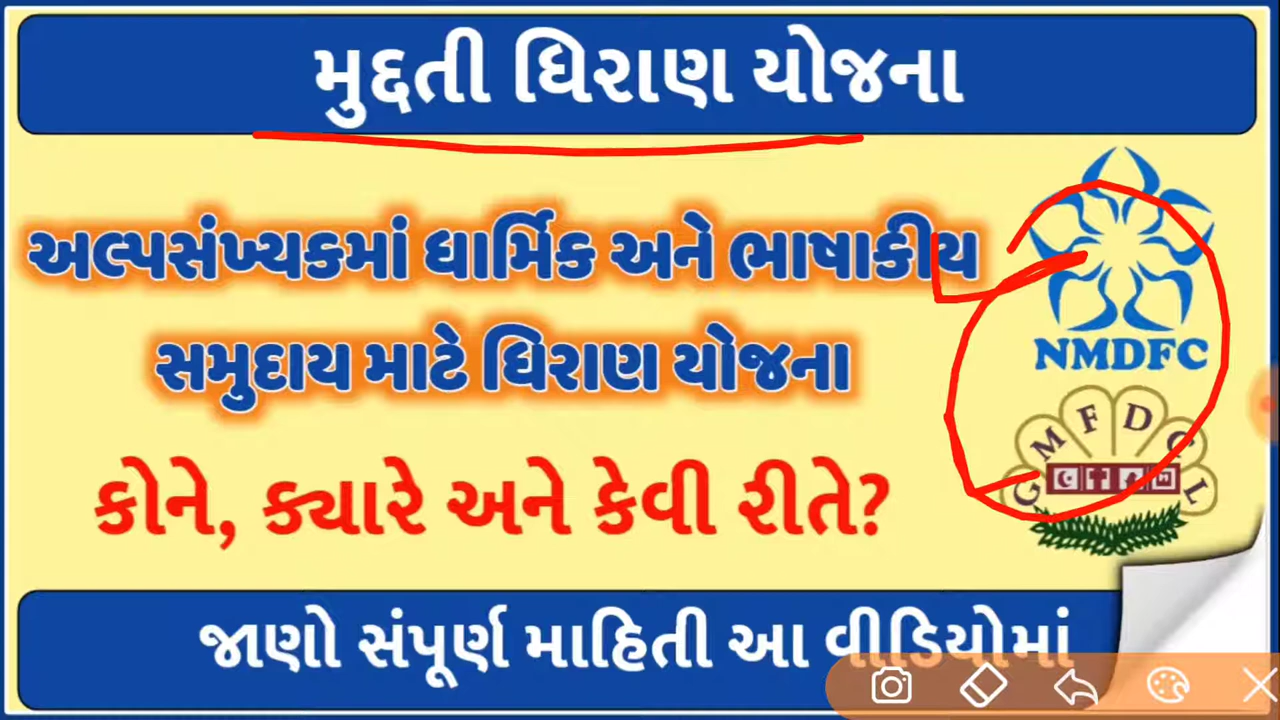 મુદ્દતી ધિરાણ યોજના
અલ્પસંખ્યકમાં ધાર્મિક અને ભાષાકીય
સમુદાય માટે ધિરાણ યોજના
NMDFC
GMFDCL
કોને, ક્યારે અને કેવી રીતે?
જાણો સંપૂર્ણ માહિતી આ વીડિયોમાં